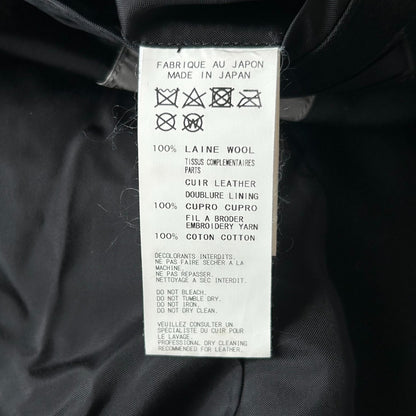 FABRIQUE AU JAPON
MADE IN JAPAN
W
100% LAINE WOOL
TISSUS COMPLEMENTAIRES
PARTS
CUIR LEATHER
DOUBLURE LINING
100% CUPRO CUPRO
FIL A BRODER
EMBROIDERY YARN
100% COTON COTTON
DECOLORANTS INTERDITS.
NE PAS FAIRE SECHER A LA
MACHINE.
NE PAS REPASSER.
NETTOYAGE A SEC INTERDIT.
DO NOT BLEACH.
DO NOT TUMBLE DRY.
DO NOT IRON.
DO NOT DRY CLEAN.
VEUILLEZ CONSULTER UN
SPECIALISTE DU CUIR POUR
LE LAVAGE.
PROFESSIONAL DRY CLEANING
RECOMMENDED FOR LEATHER.